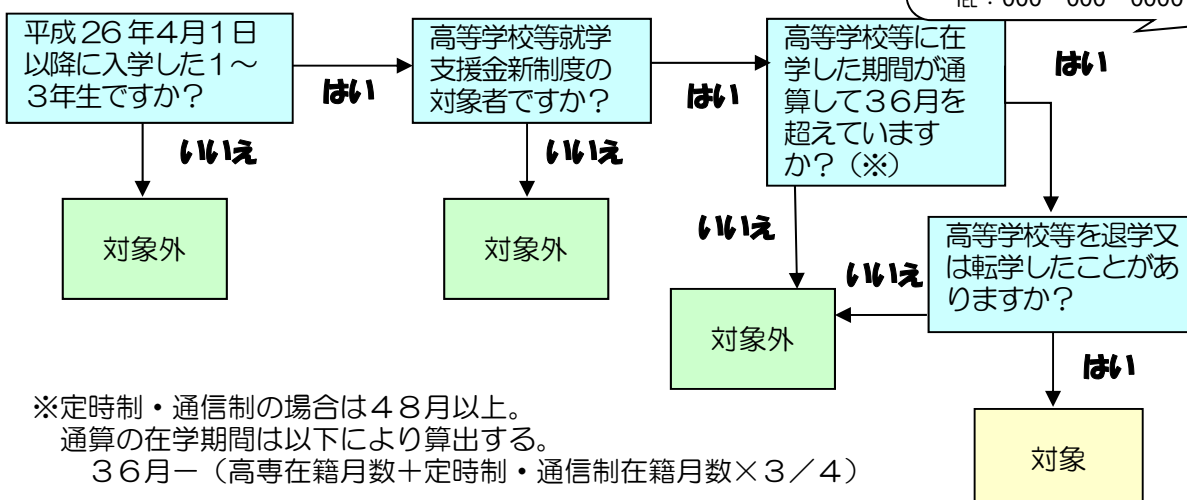 平成26年4月1日
以降に入学した1～
3年生ですか？
はい
いいえ
対象外
高等学校等就学
支援金新制度の
対象者ですか？
はい
いいえ
対象外
高等学校等に在
学した期間が通
算して３６月を
超えています
か？（※）
はい
いいえ
対象外
高等学校等を退学又
は転学したことがあ
りますか？
いいえ
はい
対象
※定時制・通信制の場合は４８月以上。
通算の在学期間は以下により算出する。
３６月－（高専在籍月数＋定時制・通信制在籍月数×３／４）